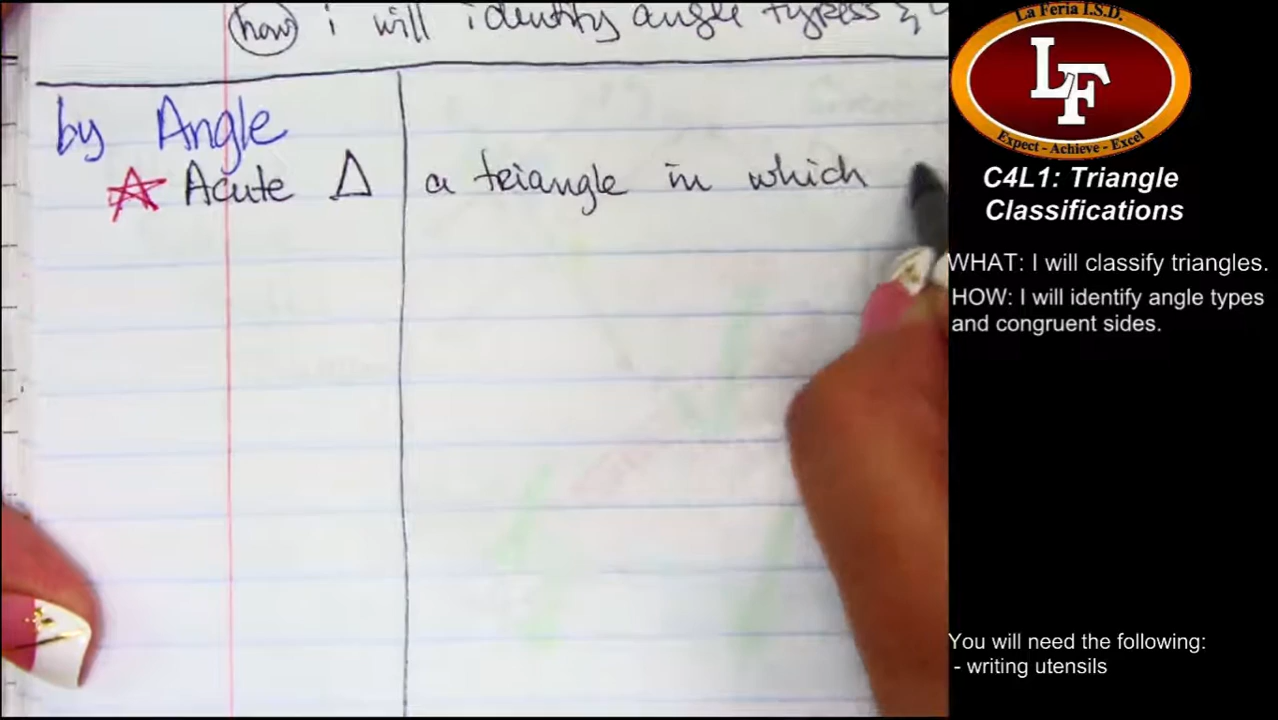 how i will identify angle types &
by Angle
Acute Δ a triangle in which
La Feria I.S.D.
LF
Expect - Achieve - Excel
C4L1: Triangle
Classifications
WHAT: I will classify triangles.
HOW: I will identify angle types
and congruent sides.
You will need the following:
- writing utensils